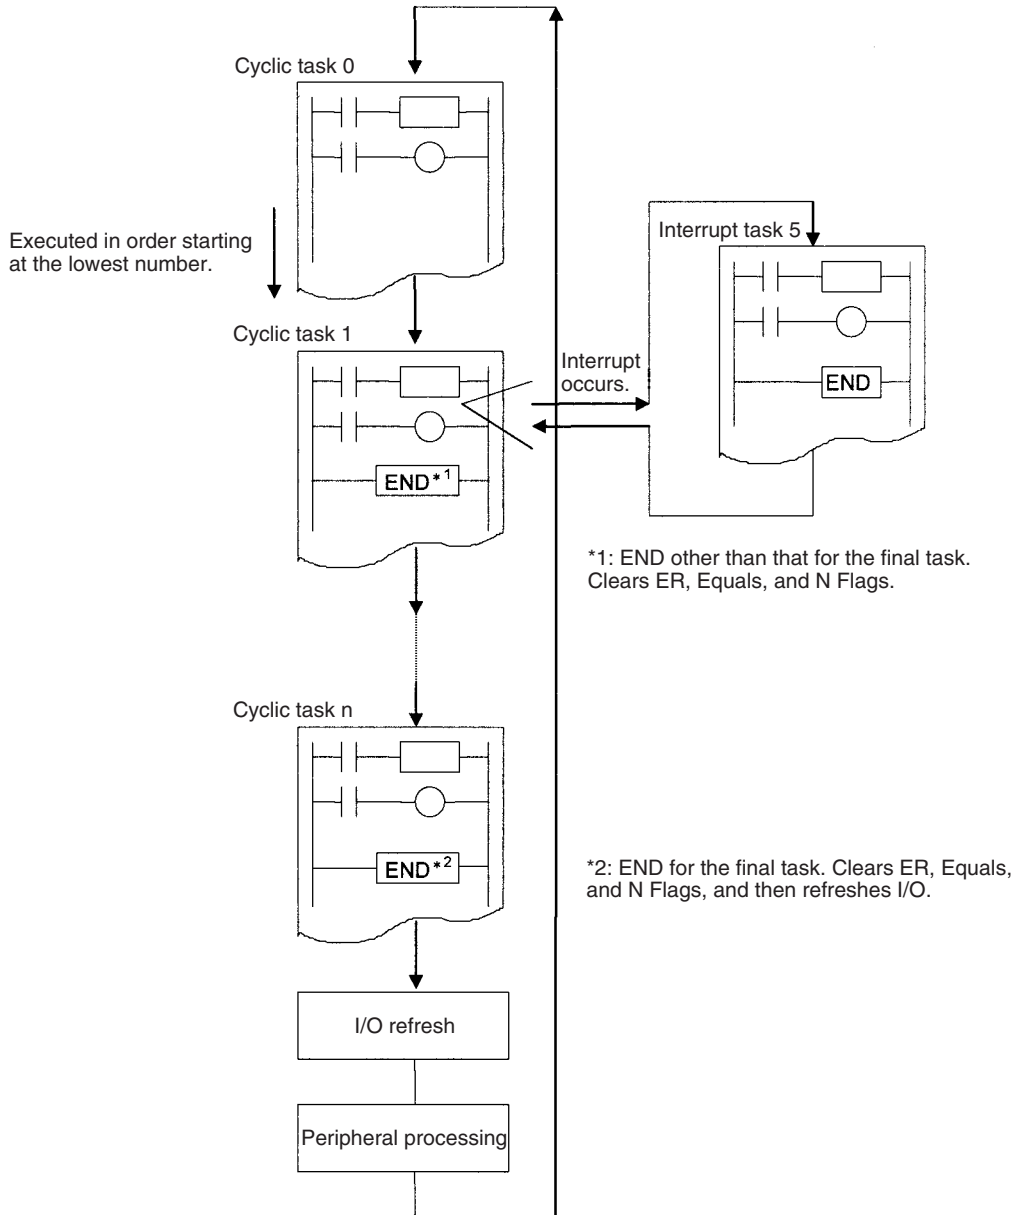 Cyclic task 0
Executed in order starting
at the lowest number.
Interrupt task 5
END
Cyclic task 1
Interrupt
occurs.
END*1
*1: END other than that for the final task.
Clears ER, Equals, and N Flags.
Cyclic task n
END*2
*2: END for the final task. Clears ER, Equals,
and N Flags, and then refreshes I/O.
I/O refresh
Peripheral processing